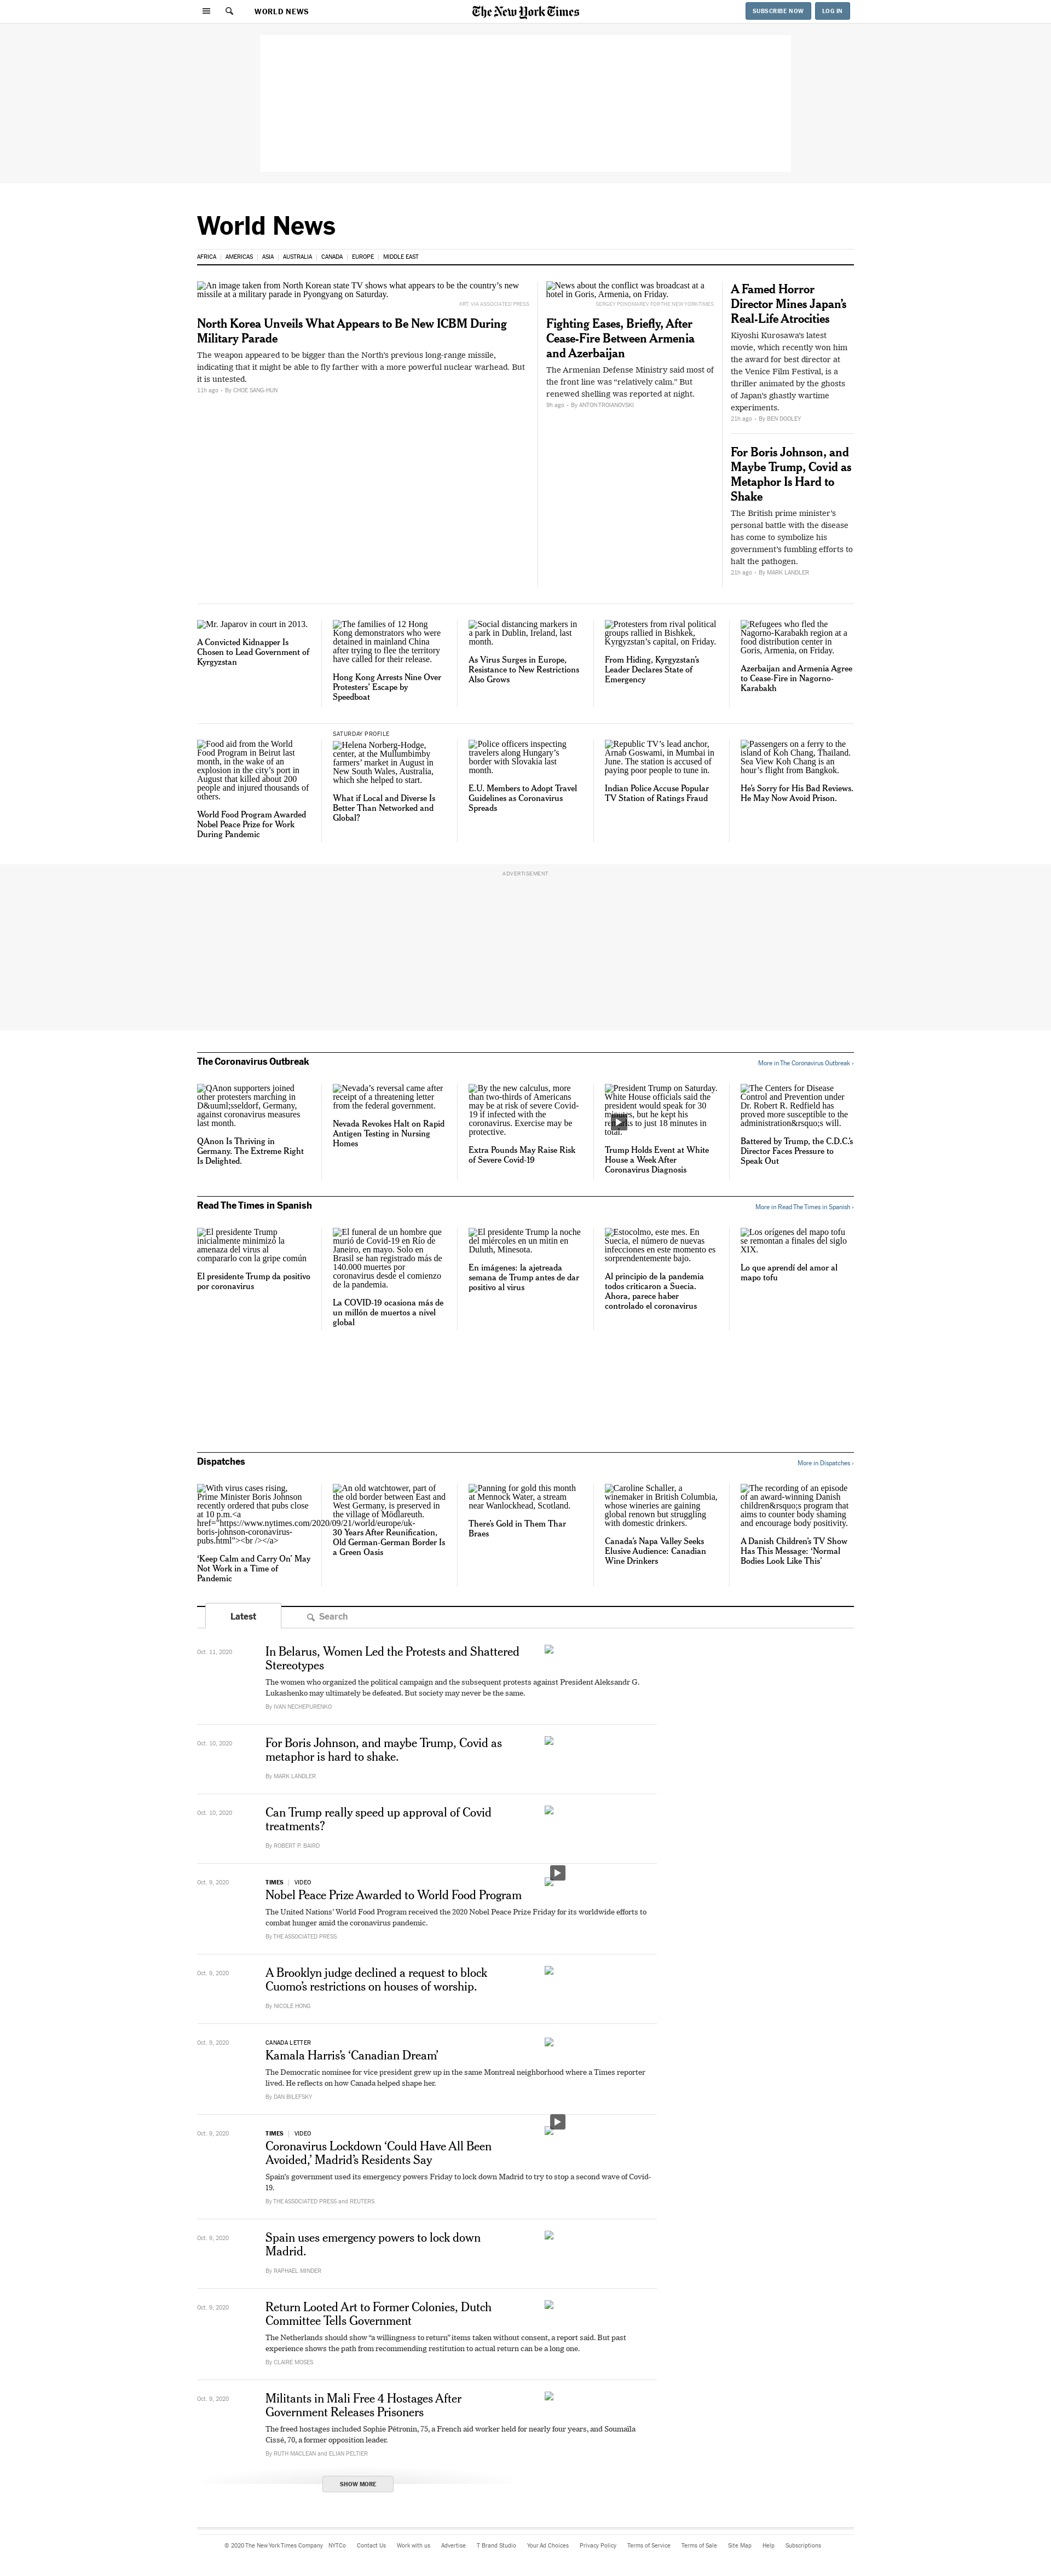 WORLD NEWS
The New York Times
SUBSCRIBE NOW
LOG IN
World News
AFRICA
AMERICAS
ASIA
AUSTRALIA
CANADA
EUROPE
MIDDLE EAST
An image taken from North Korean state TV shows what appears to be the country's new
missile at a military parade in Pyongyang on Saturday.
KRT, VIA ASSOCIATED PRESS
North Korea Unveils What Appears to Be New ICBM During
Military Parade
The weapon appeared to be bigger than the North's previous long-range missile,
indicating that it might be able to fly farther with a more powerful nuclear warhead. But
it is untested.
11h ago • By CHOE SANG-HUN
News about the conflict was broadcast at a
hotel in Goris, Armenia, on Friday.
SERGEY PONOMAREV FOR THE NEW YORK TIMES
Fighting Eases, Briefly, After
Cease-Fire Between Armenia
and Azerbaijan
The Armenian Defense Ministry said most of
the front line was “relatively calm.” But
renewed shelling was reported at night.
9h ago • By ANTON TROIANOVSKI
A Famed Horror
Director Mines Japan’s
Real-Life Atrocities
Kiyoshi Kurosawa's latest
movie, which recently won him
the award for best director at
the Venice Film Festival, is a
thriller animated by the ghosts
of Japan's ghastly wartime
experiments.
21h ago • By BEN DOOLEY
For Boris Johnson, and
Maybe Trump, Covid as
Metaphor Is Hard to
Shake
The British prime minister's
personal battle with the disease
has come to symbolize his
government's fumbling efforts to
halt the pathogen.
21h ago • By MARK LANDLER
Mr. Japarov in court in 2013.
A Convicted Kidnapper Is
Chosen to Lead Government of
Kyrgyzstan
The families of 12 Hong
Kong demonstrators who were
detained in mainland China
after trying to flee the territory
have called for their release.
Hong Kong Arrests Nine Over
Protesters’ Escape by
Speedboat
Social distancing markers in
a park in Dublin, Ireland, last
month.
As Virus Surges in Europe,
Resistance to New Restrictions
Also Grows
Protesters from rival political
groups rallied in Bishkek,
Kyrgyzstan’s capital, on Friday.
From Hiding, Kyrgyzstan’s
Leader Declares State of
Emergency
Refugees who fled the
Nagorno-Karabakh region at a
food distribution center in
Goris, Armenia, on Friday.
Azerbaijan and Armenia Agree
to Cease-Fire in Nagorno-
Karabakh
Food aid from the World
Food Program in Beirut last
month, in the wake of an
explosion in the city’s port in
August that killed about 200
people and injured thousands of
others.
World Food Program Awarded
Nobel Peace Prize for Work
During Pandemic
SATURDAY PROFILE
Helena Norberg-Hodge,
center, at the Mullumbimby
farmers’ market in August in
New South Wales, Australia,
which she helped to start.
What if Local and Diverse Is
Better Than Networked and
Global?
Police officers inspecting
travelers along Hungary’s
border with Slovakia last
month.
E.U. Members to Adopt Travel
Guidelines as Coronavirus
Spreads
Republic TV’s lead anchor,
Arnab Goswami, in Mumbai in
June. The station is accused of
paying poor people to tune in.
Indian Police Accuse Popular
TV Station of Ratings Fraud
Passengers on a ferry to the
island of Koh Chang, Thailand.
Sea View Koh Chang is an
hour’s flight from Bangkok.
He’s Sorry for His Bad Reviews.
He May Now Avoid Prison.
ADVERTISEMENT
The Coronavirus Outbreak
More in The Coronavirus Outbreak ›
QAnon supporters joined
other protesters marching in
D&uuml;sseldorf, Germany,
against coronavirus measures
last month.
QAnon Is Thriving in
Germany. The Extreme Right
Is Delighted.
Nevada’s reversal came after
receipt of a threatening letter
from the federal government.
Nevada Revokes Halt on Rapid
Antigen Testing in Nursing
Homes
By the new calculus, more
than two-thirds of Americans
may be at risk of severe Covid-
19 if infected with the
coronavirus. Exercise may be
protective.
Extra Pounds May Raise Risk
of Severe Covid-19
President Trump on Saturday.
White House officials said the
president would speak for 30
but he kept his
to just 18 minutes in
total.
Trump Holds Event at White
House a Week After
Coronavirus Diagnosis
The Centers for Disease
Control and Prevention under
Dr. Robert R. Redfield has
proved more susceptible to the
administration&rsquo;s will.
Battered by Trump, the C.D.C.’s
Director Faces Pressure to
Speak Out
Read The Times in Spanish
More in Read The Times in Spanish ›
El presidente Trump
inicialmente minimizó la
amenaza del virus al
compararlo con la gripe común
El presidente Trump da positivo
por coronavirus
El funeral de un hombre que
murió de Covid-19 en Río de
Janeiro, en mayo. Solo en
Brasil se han registrado más de
140.000 muertes por
coronavirus desde el comienzo
de la pandemia.
La COVID-19 ocasiona más de
un millón de muertos a nivel
global
El presidente Trump la noche
del miércoles en un mitin en
Duluth, Minesota.
En imágenes: la ajetreada
semana de Trump antes de dar
positivo al virus
Estocolmo, este mes. En
Suecia, el número de nuevas
infecciones en este momento es
sorprendentemente bajo.
Al principio de la pandemia
todos criticaron a Suecia.
Ahora, parece haber
controlado el coronavirus
Los orígenes del mapo tofu
se remontan a finales del siglo
XIX.
Lo que aprendí del amor al
mapo tofu
Dispatches
More in Dispatches ›
With virus cases rising,
Prime Minister Boris Johnson
recently ordered that pubs close
at 10 p.m.<a
href="https://www.nytimes.com/2020/09/21/world/europe/uk-
boris-johnson-coronavirus-
pubs.html"><br /></a>
‘Keep Calm and Carry On’ May
Not Work in a Time of
Pandemic
An old watchtower, part of
the old border between East and
West Germany, is preserved in
the village of Mödlareuth.
30 Years After Reunification,
Old German-German Border Is
a Green Oasis
Panning for gold this month
at Mennock Water, a stream
near Wanlockhead, Scotland.
There’s Gold in Them Thar
Braes
Caroline Schaller, a
winemaker in British Columbia,
whose wineries are gaining
global renown but struggling
with domestic drinkers.
Canada’s Napa Valley Seeks
Elusive Audience: Canadian
Wine Drinkers
The recording of an episode
of an award-winning Danish
children&rsquo;s program that
aims to counter body shaming
and encourage body positivity.
A Danish Children’s TV Show
Has This Message: ‘Normal
Bodies Look Like This’
Latest
Search
Oct. 11, 2020
In Belarus, Women Led the Protests and Shattered
Stereotypes
The women who organized the political campaign and the subsequent protests against President Aleksandr G.
Lukashenko may ultimately be defeated. But society may never be the same.
By IVAN NECHEPURENKO
Oct. 10, 2020
For Boris Johnson, and maybe Trump, Covid as
metaphor is hard to shake.
By MARK LANDLER
Oct. 10, 2020
Can Trump really speed up approval of Covid
treatments?
By ROBERT P. BAIRD
Oct. 9, 2020
TIMES | VIDEO
Nobel Peace Prize Awarded to World Food Program
The United Nations’ World Food Program received the 2020 Nobel Peace Prize Friday for its worldwide efforts to
combat hunger amid the coronavirus pandemic.
By THE ASSOCIATED PRESS
Oct. 9, 2020
A Brooklyn judge declined a request to block
Cuomo’s restrictions on houses of worship.
By NICOLE HONG
Oct. 9, 2020
CANADA LETTER
Kamala Harris’s ‘Canadian Dream’
The Democratic nominee for vice president grew up in the same Montreal neighborhood where a Times reporter
lived. He reflects on how Canada helped shape her.
By DAN BILEFSKY
Oct. 9, 2020
TIMES | VIDEO
Coronavirus Lockdown ‘Could Have All Been
Avoided,’ Madrid’s Residents Say
Spain's government used its emergency powers Friday to lock down Madrid to try to stop a second wave of Covid-
19.
By THE ASSOCIATED PRESS and REUTERS
Oct. 9, 2020
Spain uses emergency powers to lock down
Madrid.
By RAPHAEL MINDER
Oct. 9, 2020
Return Looted Art to Former Colonies, Dutch
Committee Tells Government
The Netherlands should show “a willingness to return” items taken without consent, a report said. But past
experience shows the path from recommending restitution to actual return can be a long one.
By CLAIRE MOSES
Oct. 9, 2020
Militants in Mali Free 4 Hostages After
Government Releases Prisoners
The freed hostages included Sophie Pétronin, 75, a French aid worker held for nearly four years, and Soumaïla
Cissé, 70, a former opposition leader.
By RUTH MACLEAN and ELIAN PELTIER
SHOW MORE
© 2020 The New York Times Company
NYTCo
Contact Us
Work with us
Advertise
T Brand Studio
Your Ad Choices
Privacy Policy
Terms of Service
Terms of Sale
Site Map
Help
Subscriptions